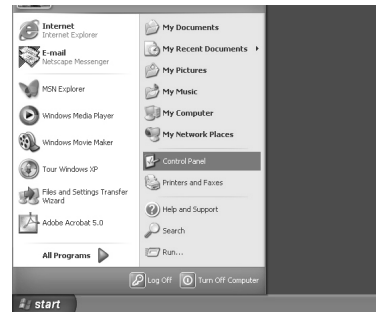 Internet
Internet Explorer
E-mail
Netscape Messenger
MSN Explorer
Windows Media Player
Windows Movie Maker
Tour Windows XP
Files and Settings Transfer
Wizard
Adobe Acrobat 5.0
All Programs
My Documents
My Recent Documents
My Pictures
My Music
My Computer
My Network Places
Control Panel
Printers and Faxes
Help and Support
Search
Run...
Log Off
Turn Off Computer
start